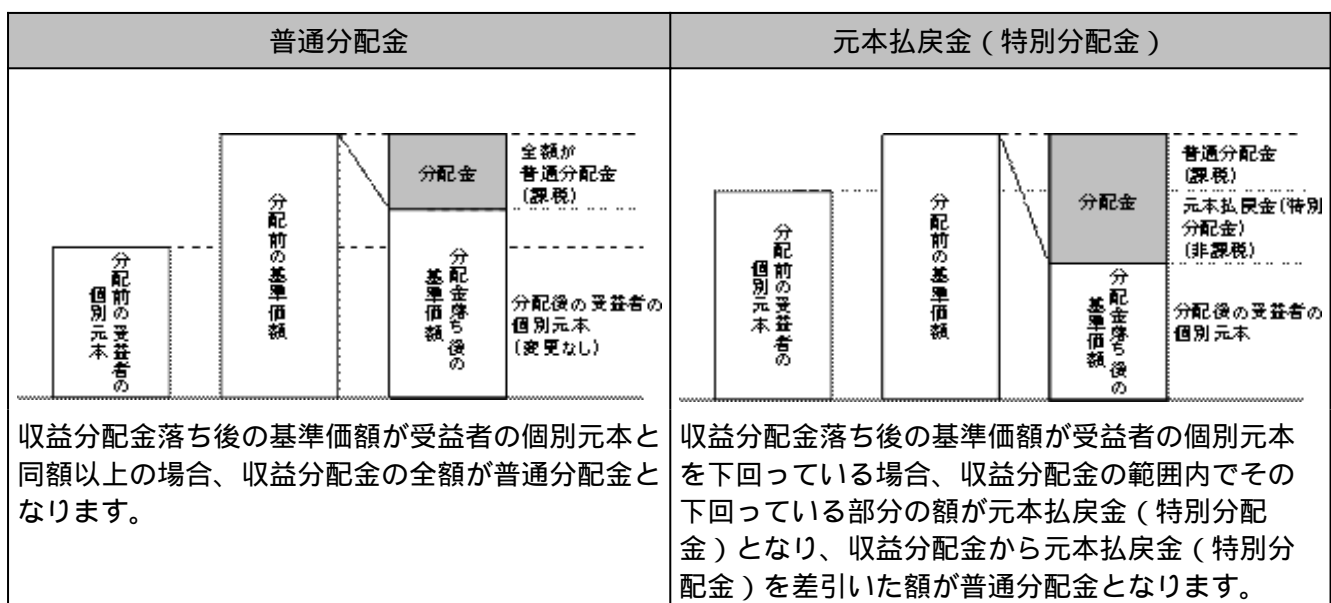 普通分配金
分配前の受益者の
個別元本
分配前の基準価額
分配金
分配金落ち後の
基準価額
全額が
普通分配金
(課税)
分配後の受益者の
個別元本
(変更なし)
収益分配金落ち後の基準価額が受益者の個別元本と
同額以上の場合、収益分配金の全額が普通分配金と
なります。
元本払戻金(特別分配金)
分配前の受益者の
個別元本
分配前の基準価額
分配金
分配金落ち後の
基準価額
普通分配金
(課税)
元本払戻金(特別
分配金)
(非課税)
分配後の受益者の
個別元本
収益分配金落ち後の基準価額が受益者の個別元本
を下回っている場合、収益分配金の範囲内でその
下回っている部分の額が元本払戻金(特別分配
金)となり、収益分配金から元本払戻金(特別分
配金)を差引いた額が普通分配金となります。